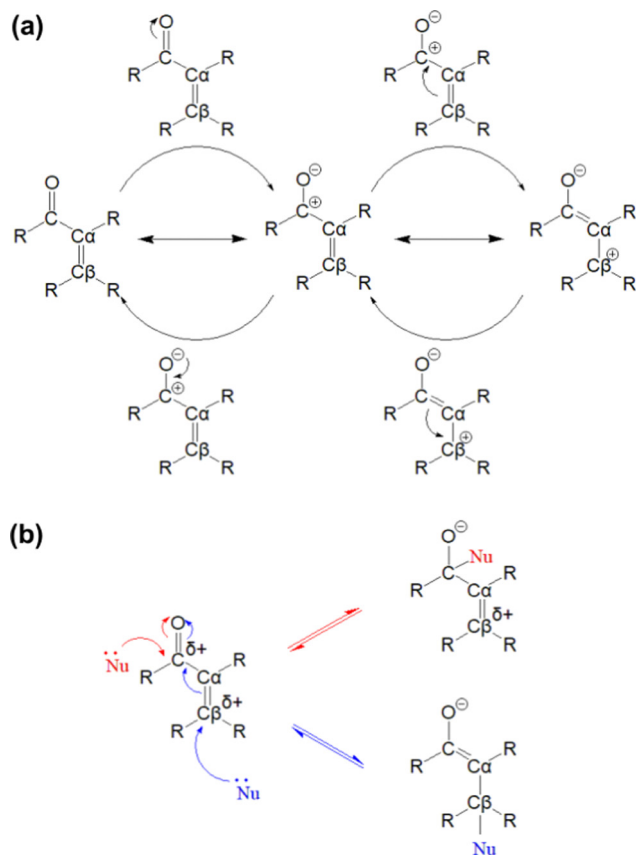 (a) O O⊖
C R C⊕ R
R Cα R Cα
Cβ Cβ
R R R R
O O⊖ O⊖
C R C⊕ R C R
R Cα R Cα R Cα
Cβ Cβ Cβ⊕
R R R R R R
O⊖ O⊖
C⊕ R C R
R Cα R Cα
Cβ Cβ⊕
R R R R
(b)
O⊖
Nu
C R
R Cα
δ+
Cβ
R R
O
δ+
Nu C R
R Cα
δ+
Cβ
R R
Nu
O⊖
C R
R Cα
Cβ
R R
Nu